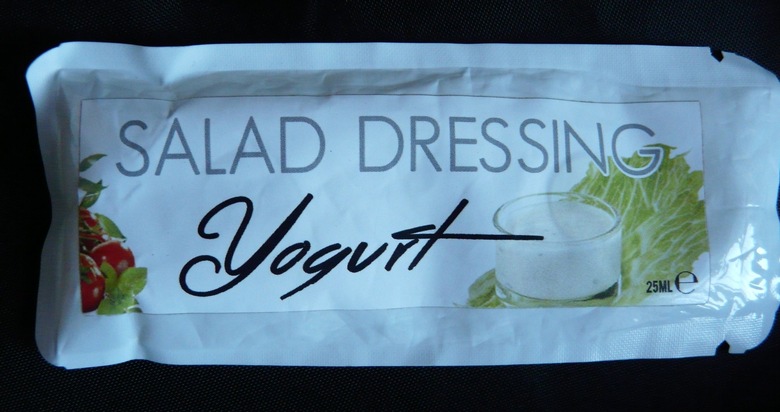 SALAD DRESSING
Yogurt
25ML ℮